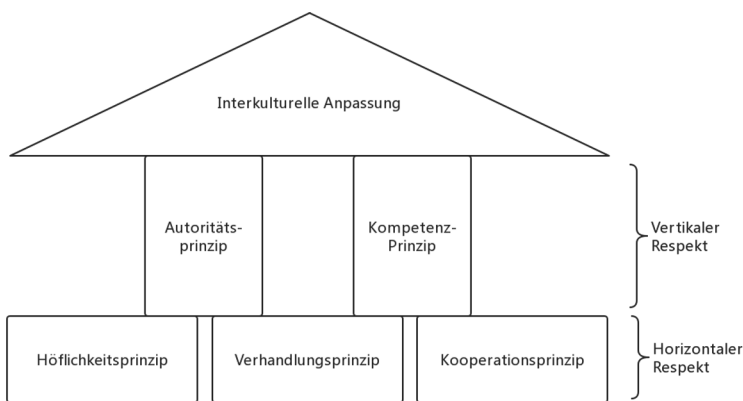 Interkulturelle Anpassung
Autoritäts-
prinzip
Kompetenz-
Prinzip
Vertikaler
Respekt
Höflichkeitsprinzip
Verhandlungsprinzip
Kooperationsprinzip
Horizontaler
Respekt